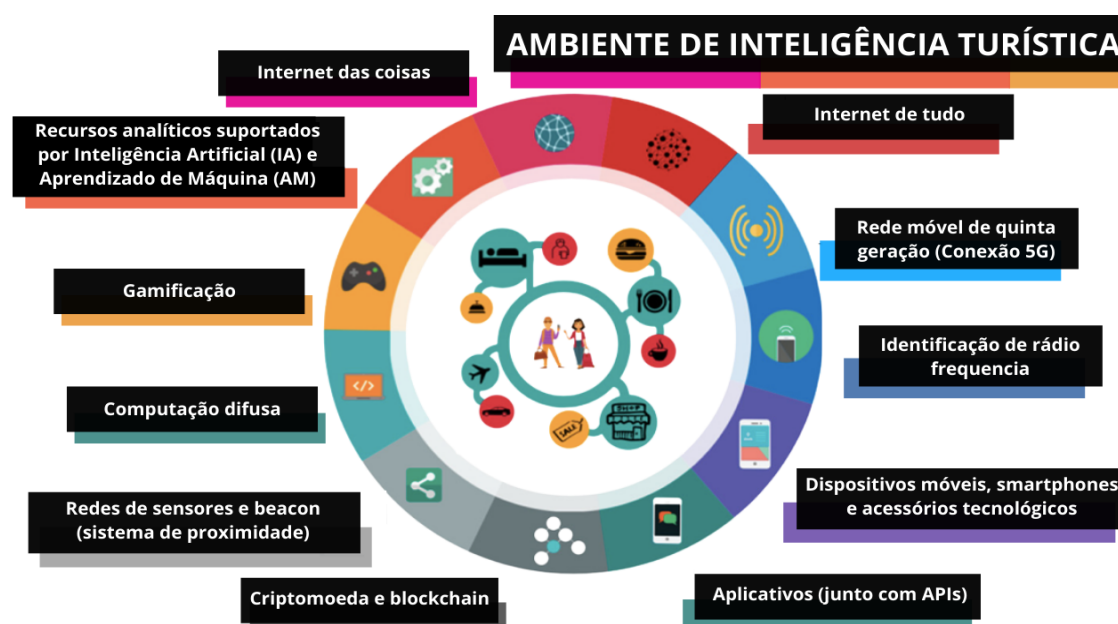 AMBIENTE DE INTELIGÊNCIA TURÍSTICA
Internet das coisas
Internet de tudo
Recursos analíticos suportados
por Inteligência Artificial (IA) e
Aprendizado de Máquina (AM)
Rede móvel de quinta
geração (Conexão 5G)
Gamificação
Identificação de rádio
frequencia
Computação difusa
Dispositivos móveis, smartphones
e acessórios tecnológicos
Redes de sensores e beacon
(sistema de proximidade)
Criptomoeda e blockchain
Aplicativos (junto com APIs)
SHOP
SALE